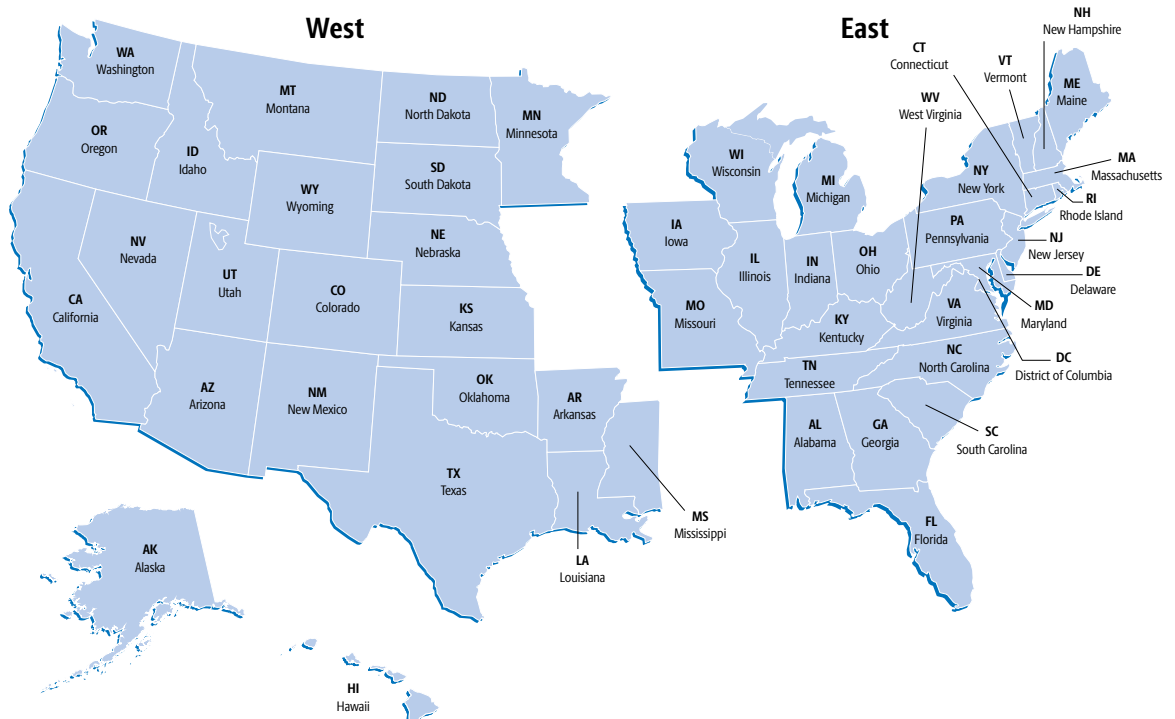 West
WA
Washington
OR
Oregon
CA
California
NV
Nevada
ID
Idaho
MT
Montana
WY
Wyoming
UT
Utah
CO
Colorado
AZ
Arizona
NM
New Mexico
ND
North Dakota
SD
South Dakota
NE
Nebraska
KS
Kansas
OK
Oklahoma
TX
Texas
MN
Minnesota
AR
Arkansas
LA
Louisiana
MS
Mississippi
AK
Alaska
HI
Hawaii
East
WI
Wisconsin
MI
Michigan
IA
Iowa
IL
Illinois
IN
Indiana
OH
Ohio
MO
Missouri
KY
Kentucky
TN
Tennessee
AL
Alabama
GA
Georgia
FL
Florida
SC
South Carolina
NC
North Carolina
VA
Virginia
WV
West Virginia
DC
District of Columbia
MD
Maryland
DE
Delaware
NJ
New Jersey
PA
Pennsylvania
NY
New York
CT
Connecticut
RI
Rhode Island
MA
Massachusetts
VT
Vermont
NH
New Hampshire
ME
Maine